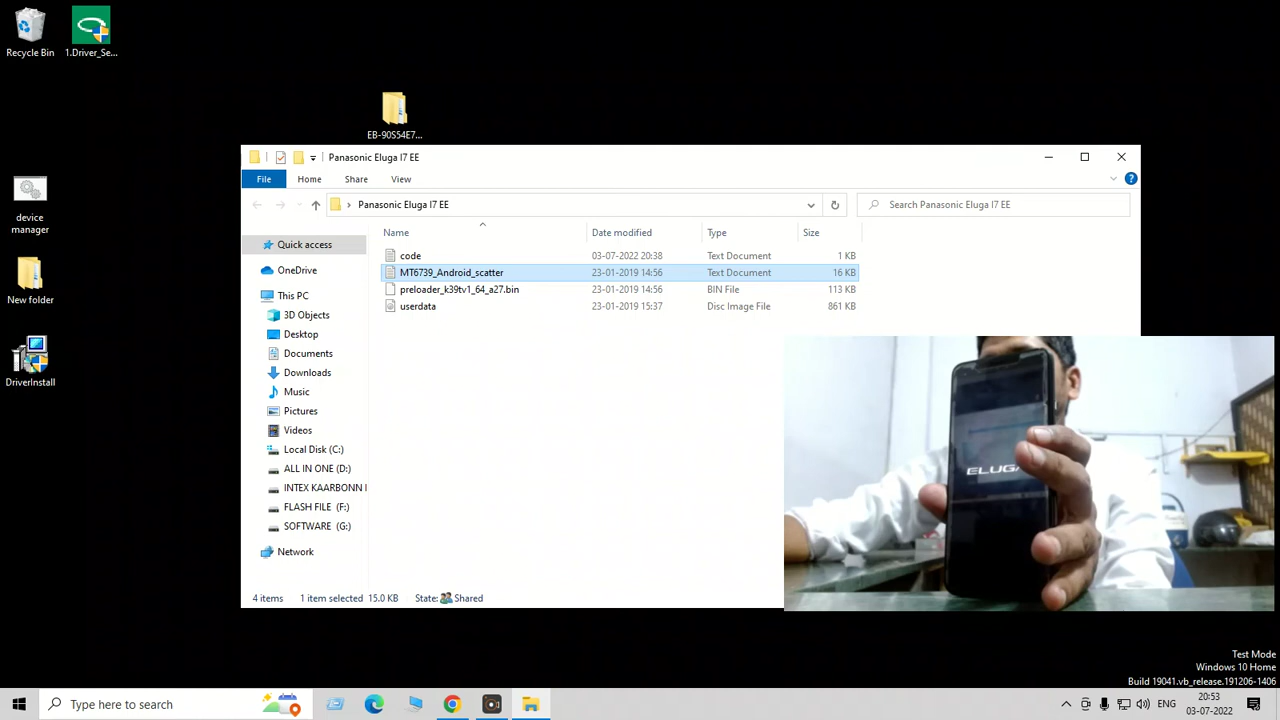 Recycle Bin
1.Driver_Se...
EB-90S54E7...
device
manager
New folder
DriverInstall
Panasonic Eluga I7 EE
File Home Share View
Panasonic Eluga I7 EE
Search Panasonic Eluga I7 EE
Name Date modified Type Size
code 03-07-2022 20:38 Text Document 1 KB
MT6739_Android_scatter 23-01-2019 14:56 Text Document 16 KB
preloader_k39tv1_64_a27.bin 23-01-2019 14:56 BIN File 113 KB
userdata 23-01-2019 15:37 Disc Image File 861 KB
Quick access
OneDrive
This PC
3D Objects
Desktop
Documents
Downloads
Music
Pictures
Videos
Local Disk (C:)
ALL IN ONE (D:)
INTEX KAARBONN I
FLASH FILE (F:)
SOFTWARE (G:)
Network
4 items 1 item selected 15.0 KB State: Shared
ELUGA
Test Mode
Windows 10 Home
Build 19041.vb_release.191206-1406
Type here to search
ENG
20:53
03-07-2022